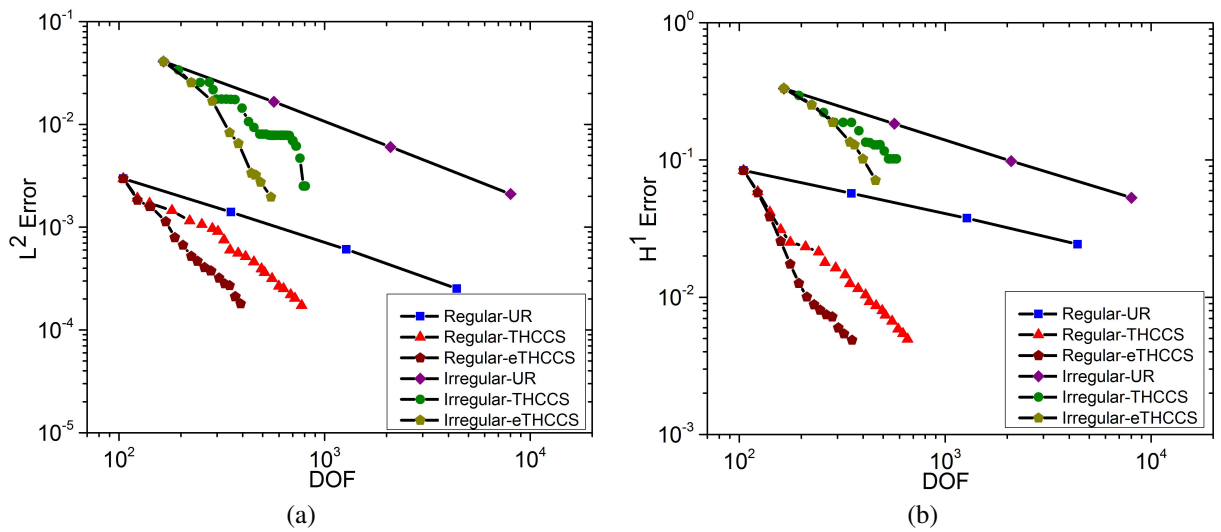 10^-1
10^-2
10^-3
10^-4
10^-5
L^2 Error
10^2
10^3
10^4
DOF
Regular-UR
Regular-THCCS
Regular-eTHCCS
Irregular-UR
Irregular-THCCS
Irregular-eTHCCS
(a)
10^0
10^-1
10^-2
10^-3
H^1 Error
10^2
10^3
10^4
DOF
Regular-UR
Regular-THCCS
Regular-eTHCCS
Irregular-UR
Irregular-THCCS
Irregular-eTHCCS
(b)